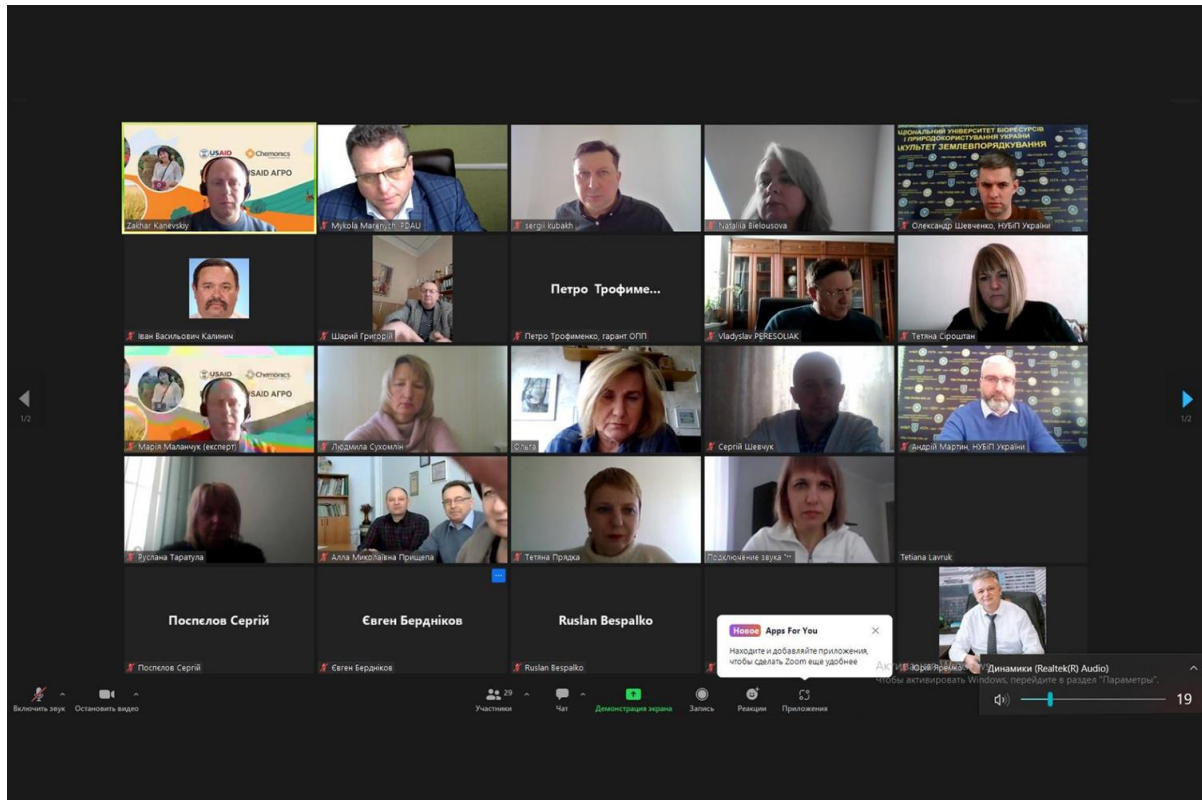 USAID
Chemonics
USAID АГРО
Zakhar Kanevskiy
Mykola Marenych, PDAU
sergii kubakh
Nataliia Bielousova
НАЦІОНАЛЬНИЙ УНІВЕРСИТЕТ БІОРЕСУРСІВ
І ПРИРОДОКОРИСТУВАННЯ УКРАЇНИ
ФАКУЛЬТЕТ ЗЕМЛЕВПОРЯДКУВАННЯ
Олександр Шевченко, НУБіП України
Іван Васильович Калинич
Шарий Григорій
Петро Трофиме...
Петро Трофименко, гарант ОПП
Vladyslav PERESOLIAK
Тетяна Сіроштан
USAID
Chemonics
USAID АГРО
Марія Маланчук (експерт)
Людмила Сухомлін
Ольга
Сергій Шевчук
Андрій Мартин, НУБіП України
Руслана Таратула
Алла Миколаївна Прищепа
Тетяна Прядка
Подключение звука
Tetiana Lavruk
Поспєлов Сергій
Поспєлов Сергій
Євген Бердніков
Євген Бердніков
Ruslan Bespalko
Ruslan Bespalko
Новое Apps For You
Находите и добавляйте приложения,
чтобы сделать Zoom еще удобнее
Юрій Яремко
Чтобы активировать Windows, перейдите в раздел "Параметры".
Динамики (Realtek(R) Audio)
19
1/2
1/2
Включить звук
Остановить видео
29
Участники
Чат
Демонстрация экрана
Запись
Реакции
Приложения